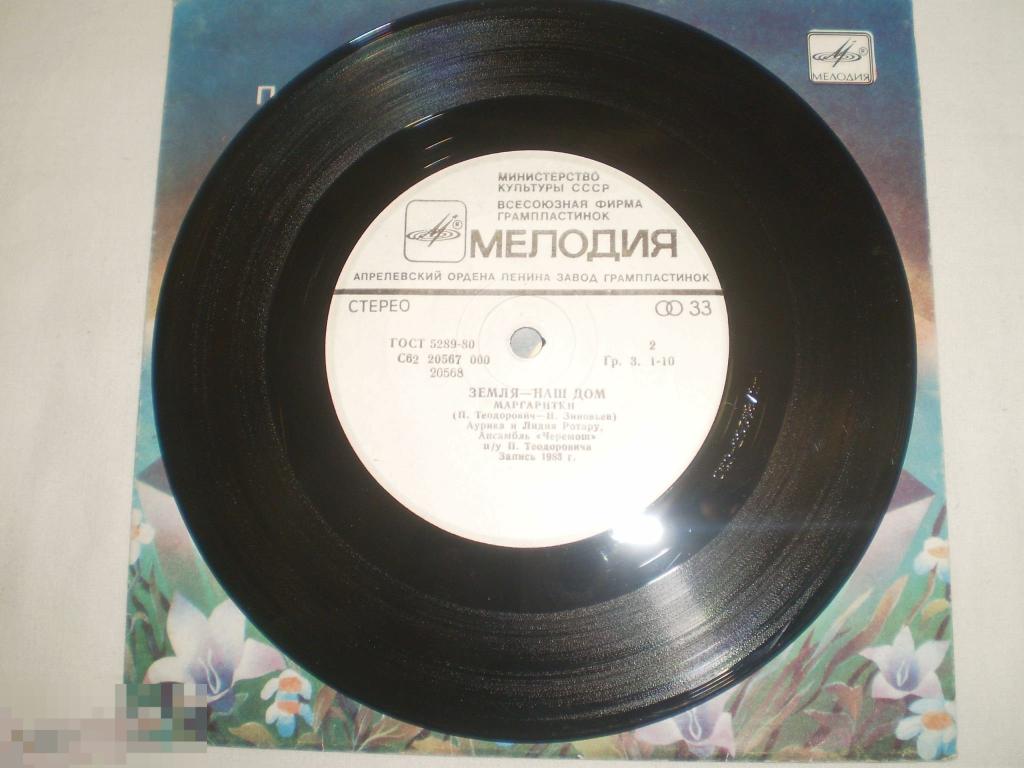 П
МЕЛОДИЯ
МИНИСТЕРСТВО
КУЛЬТУРЫ СССР
ВСЕСОЮЗНАЯ ФИРМА
ГРАМПЛАСТИНОК
МЕЛОДИЯ
АПРЕЛЕВСКИЙ ОРДЕНА ЛЕНИНА ЗАВОД ГРАМПЛАСТИНОК
СТЕРЕО 33
ГОСТ 5289-80 2
С62 20567 000 Гр. 3. 1-10
20568
ЗЕМЛЯ—НАШ ДОМ
МАРГАРИТКИ
(П. Теодорович—И. Зиновьев)
Аурика и Лидия Ротару,
Ансамбль «Черемош»
п/у П. Теодоровича
Запись 1983 г.